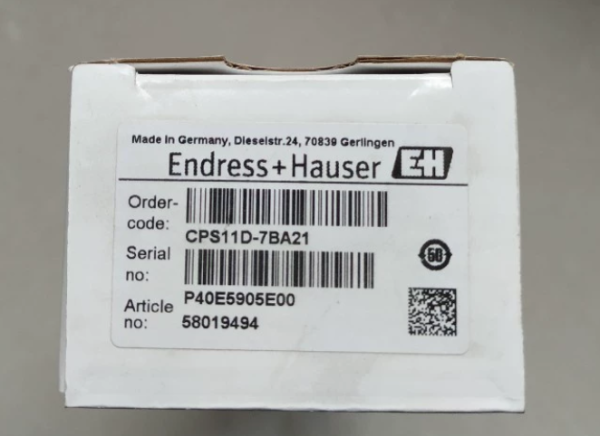 Made in Germany, Dieselstr.24, 70839 Gerlingen
Endress+Hauser EH
Order-
code:
CPS11D-7BA21
Serial
no:
P40E5905E00
Article
no:
58019494
50